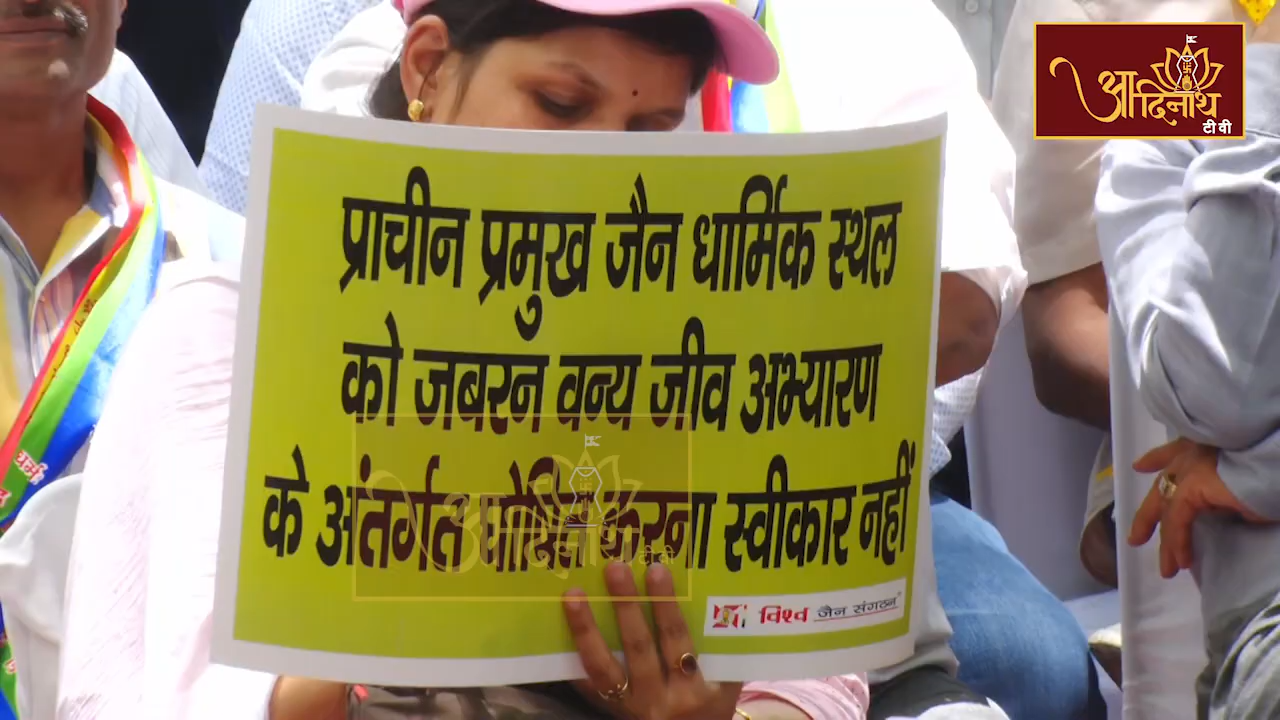 आदिनाथ
टीवी
प्राचीन प्रमुख जैन धार्मिक स्थल
को जबरन वन्य जीव अभ्यारण
के अंतर्गत घोषित करना स्वीकार नहीं
विश्व जैन संगठन